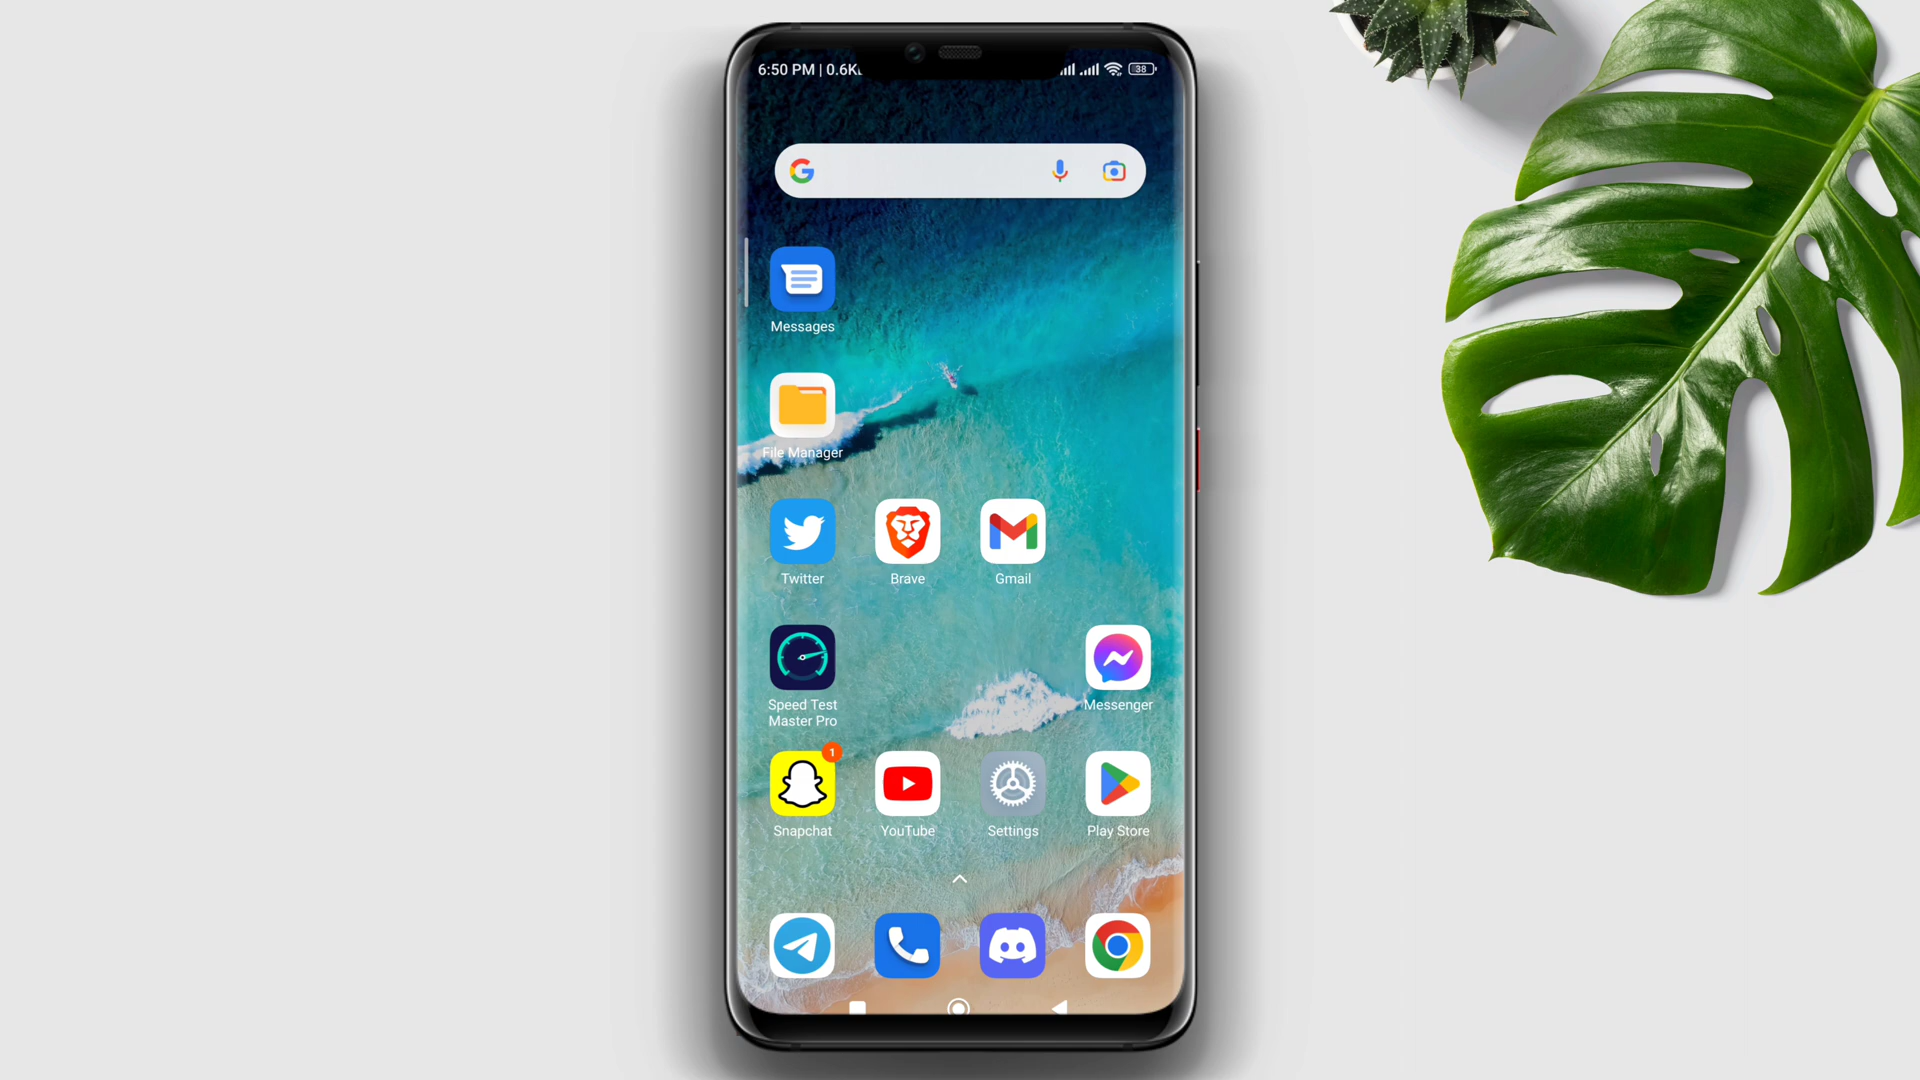 6:50 PM | 0.6K
38
Messages
File Manager
Twitter
Brave
Gmail
Speed Test
Master Pro
Messenger
1
Snapchat
YouTube
Settings
Play Store